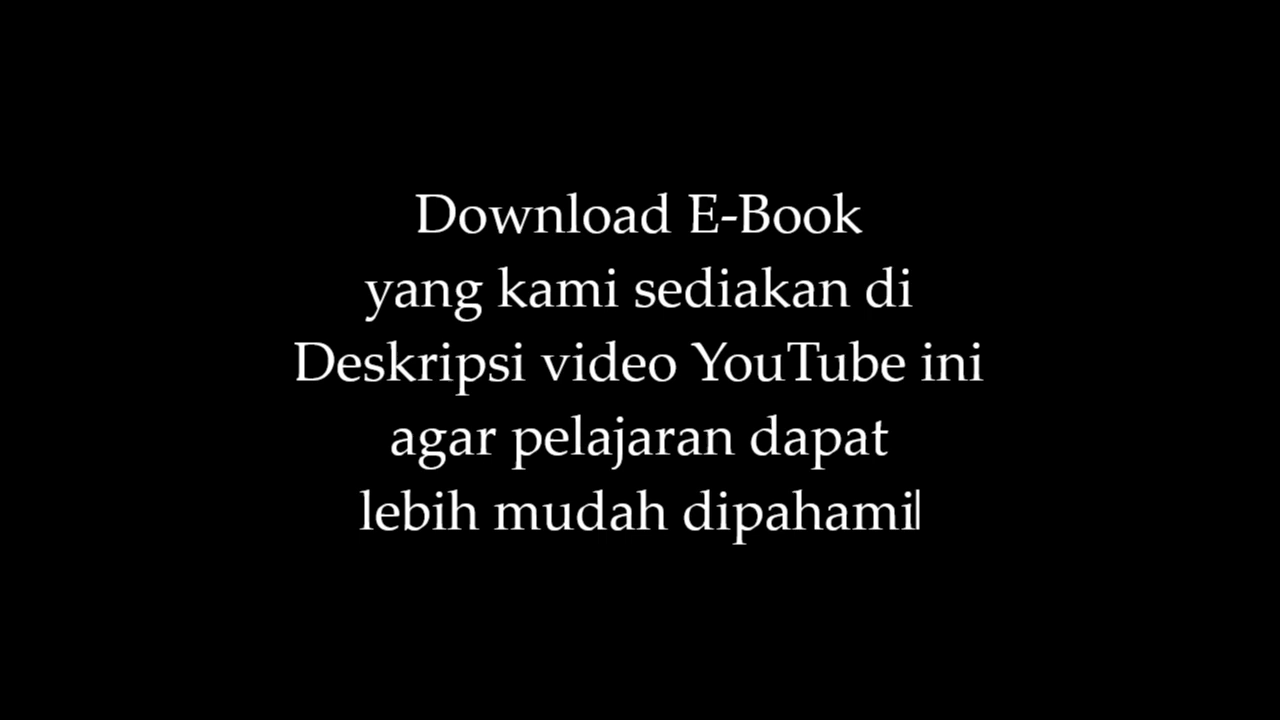 Download E-Book
yang kami sediakan di
Deskripsi video YouTube ini
agar pelajaran dapat
lebih mudah dipahami